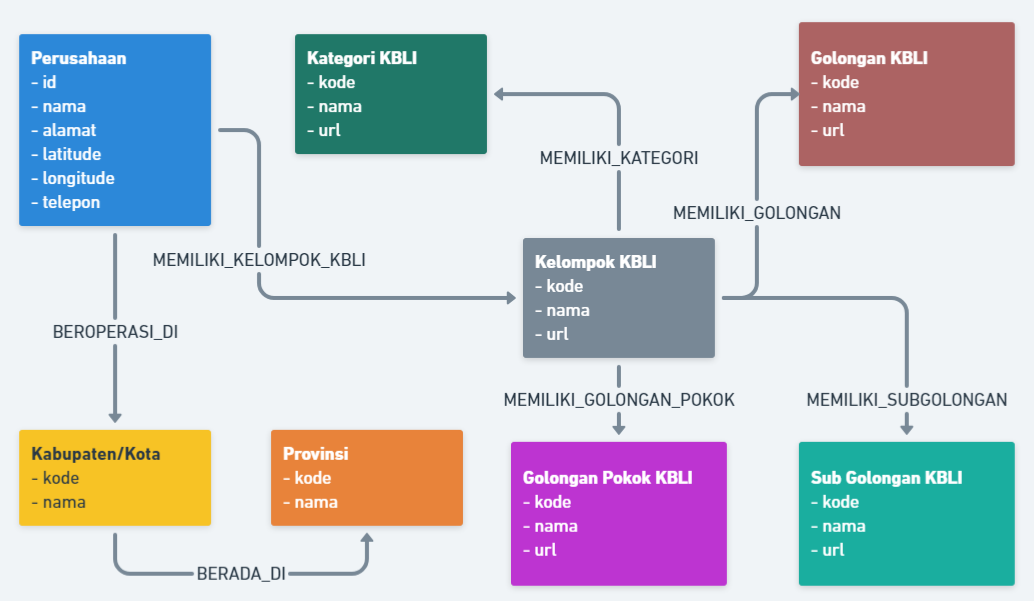 Perusahaan
- id
- nama
- alamat
- latitude
- longitude
- telepon
Kategori KBLI
- kode
- nama
- url
Golongan KBLI
- kode
- nama
- url
MEMILIKI_KATEGORI
MEMILIKI_GOLONGAN
MEMILIKI_KELOMPOK_KBLI
Kelompok KBLI
- kode
- nama
- url
BEROPERASI_DI
MEMILIKI_GOLONGAN_POKOK
MEMILIKI_SUBGOLONGAN
Kabupaten/Kota
- kode
- nama
Provinsi
- kode
- nama
Golongan Pokok KBLI
- kode
- nama
- url
Sub Golongan KBLI
- kode
- nama
- url
BERADA_DI